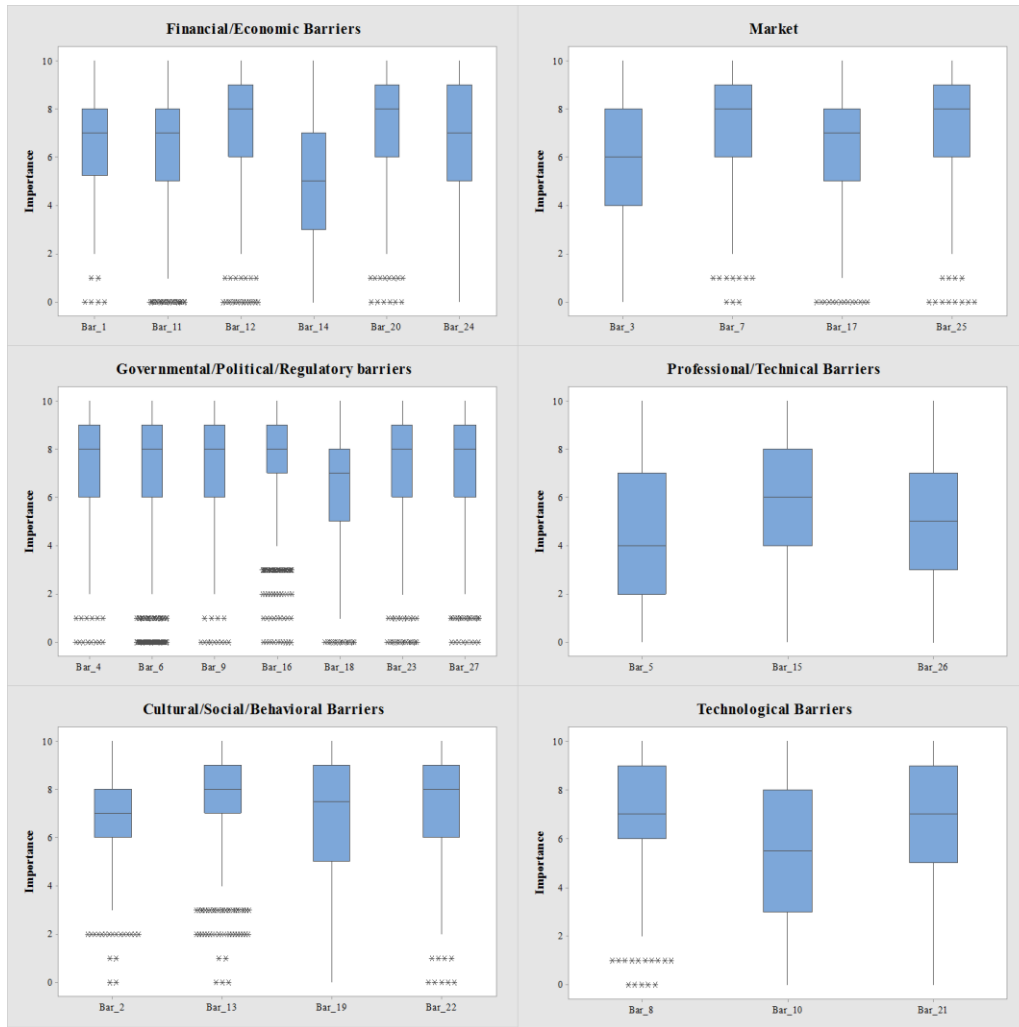 Financial/Economic Barriers
Importance
10
8
6
4
2
0
Bar_1 Bar_11 Bar_12 Bar_14 Bar_20 Bar_24
Market
Importance
10
8
6
4
2
0
Bar_3 Bar_7 Bar_17 Bar_25
Governmental/Political/Regulatory barriers
Importance
10
8
6
4
2
0
Bar_4 Bar_6 Bar_9 Bar_16 Bar_18 Bar_23 Bar_27
Professional/Technical Barriers
Importance
10
8
6
4
2
0
Bar_5 Bar_15 Bar_26
Cultural/Social/Behavioral Barriers
Importance
10
8
6
4
2
0
Bar_2 Bar_13 Bar_19 Bar_22
Technological Barriers
Importance
10
8
6
4
2
0
Bar_8 Bar_10 Bar_21